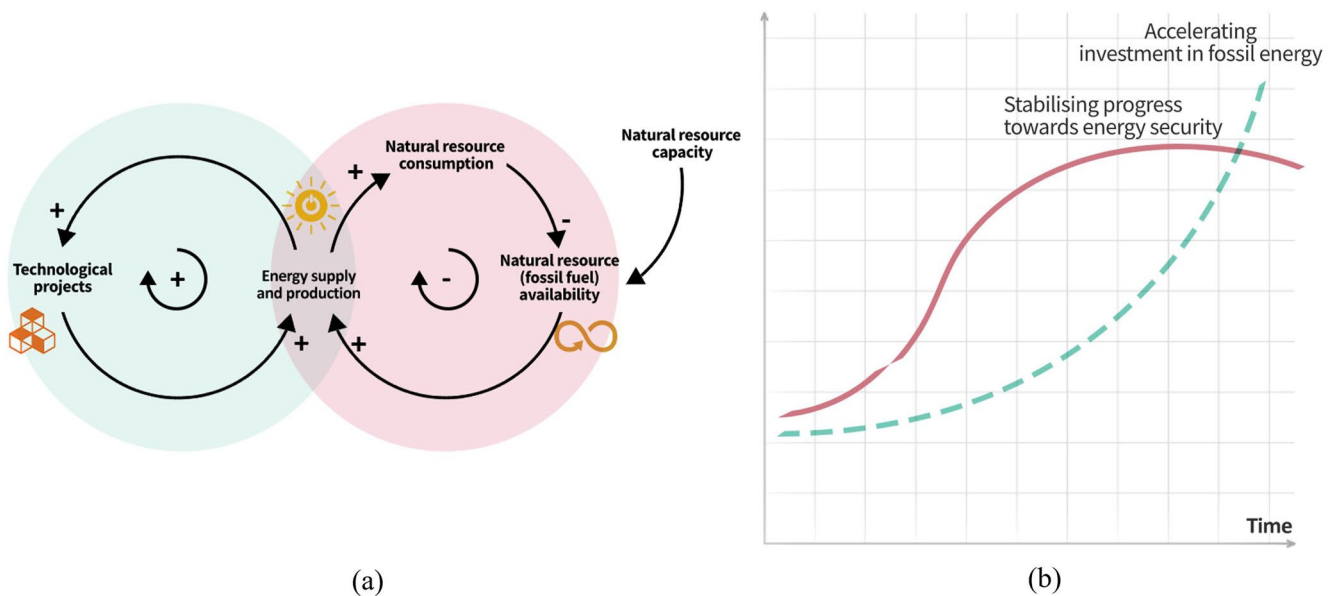 Natural resource
consumption
Natural resource
capacity
+
+
-
Technological
projects
+
Energy supply
and production
-
Natural resource
(fossil fuel)
availability
+
+
(a)
Accelerating
investment in fossil energy
Stabilising progress
towards energy security
Time
(b)